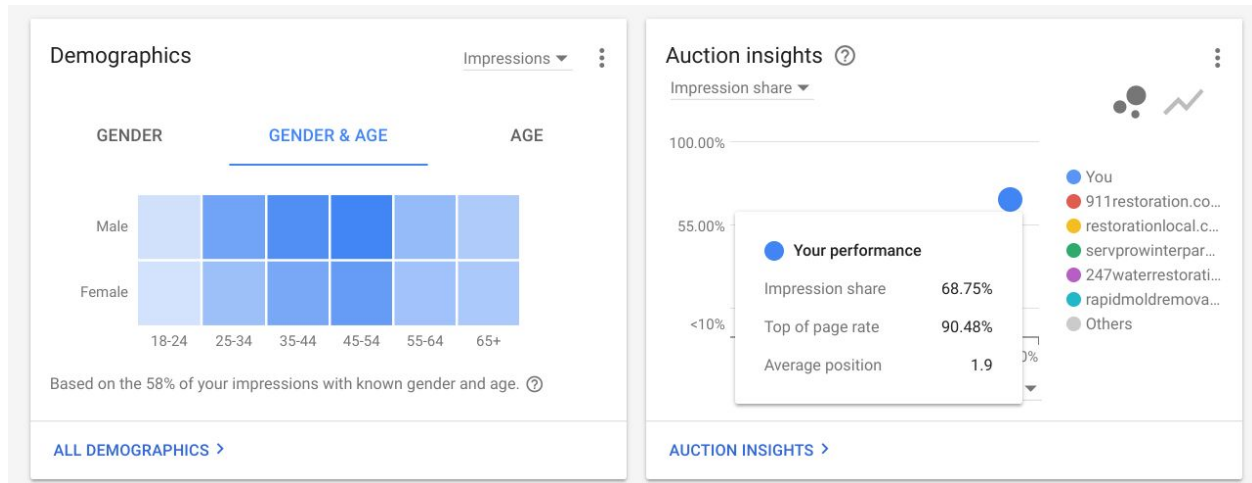 Demographics
Impressions
GENDER
GENDER & AGE
AGE
Male
Female
18-24 25-34 35-44 45-54 55-64 65+
Based on the 58% of your impressions with known gender and age.
ALL DEMOGRAPHICS
Auction insights
Impression share
100.00%
55.00%
<10%
0%
Your performance
Impression share 68.75%
Top of page rate 90.48%
Average position 1.9
You
911restoration.co...
restorationlocal.c...
servprowinterpar...
247waterrestorati...
rapidmoldremova...
Others
AUCTION INSIGHTS